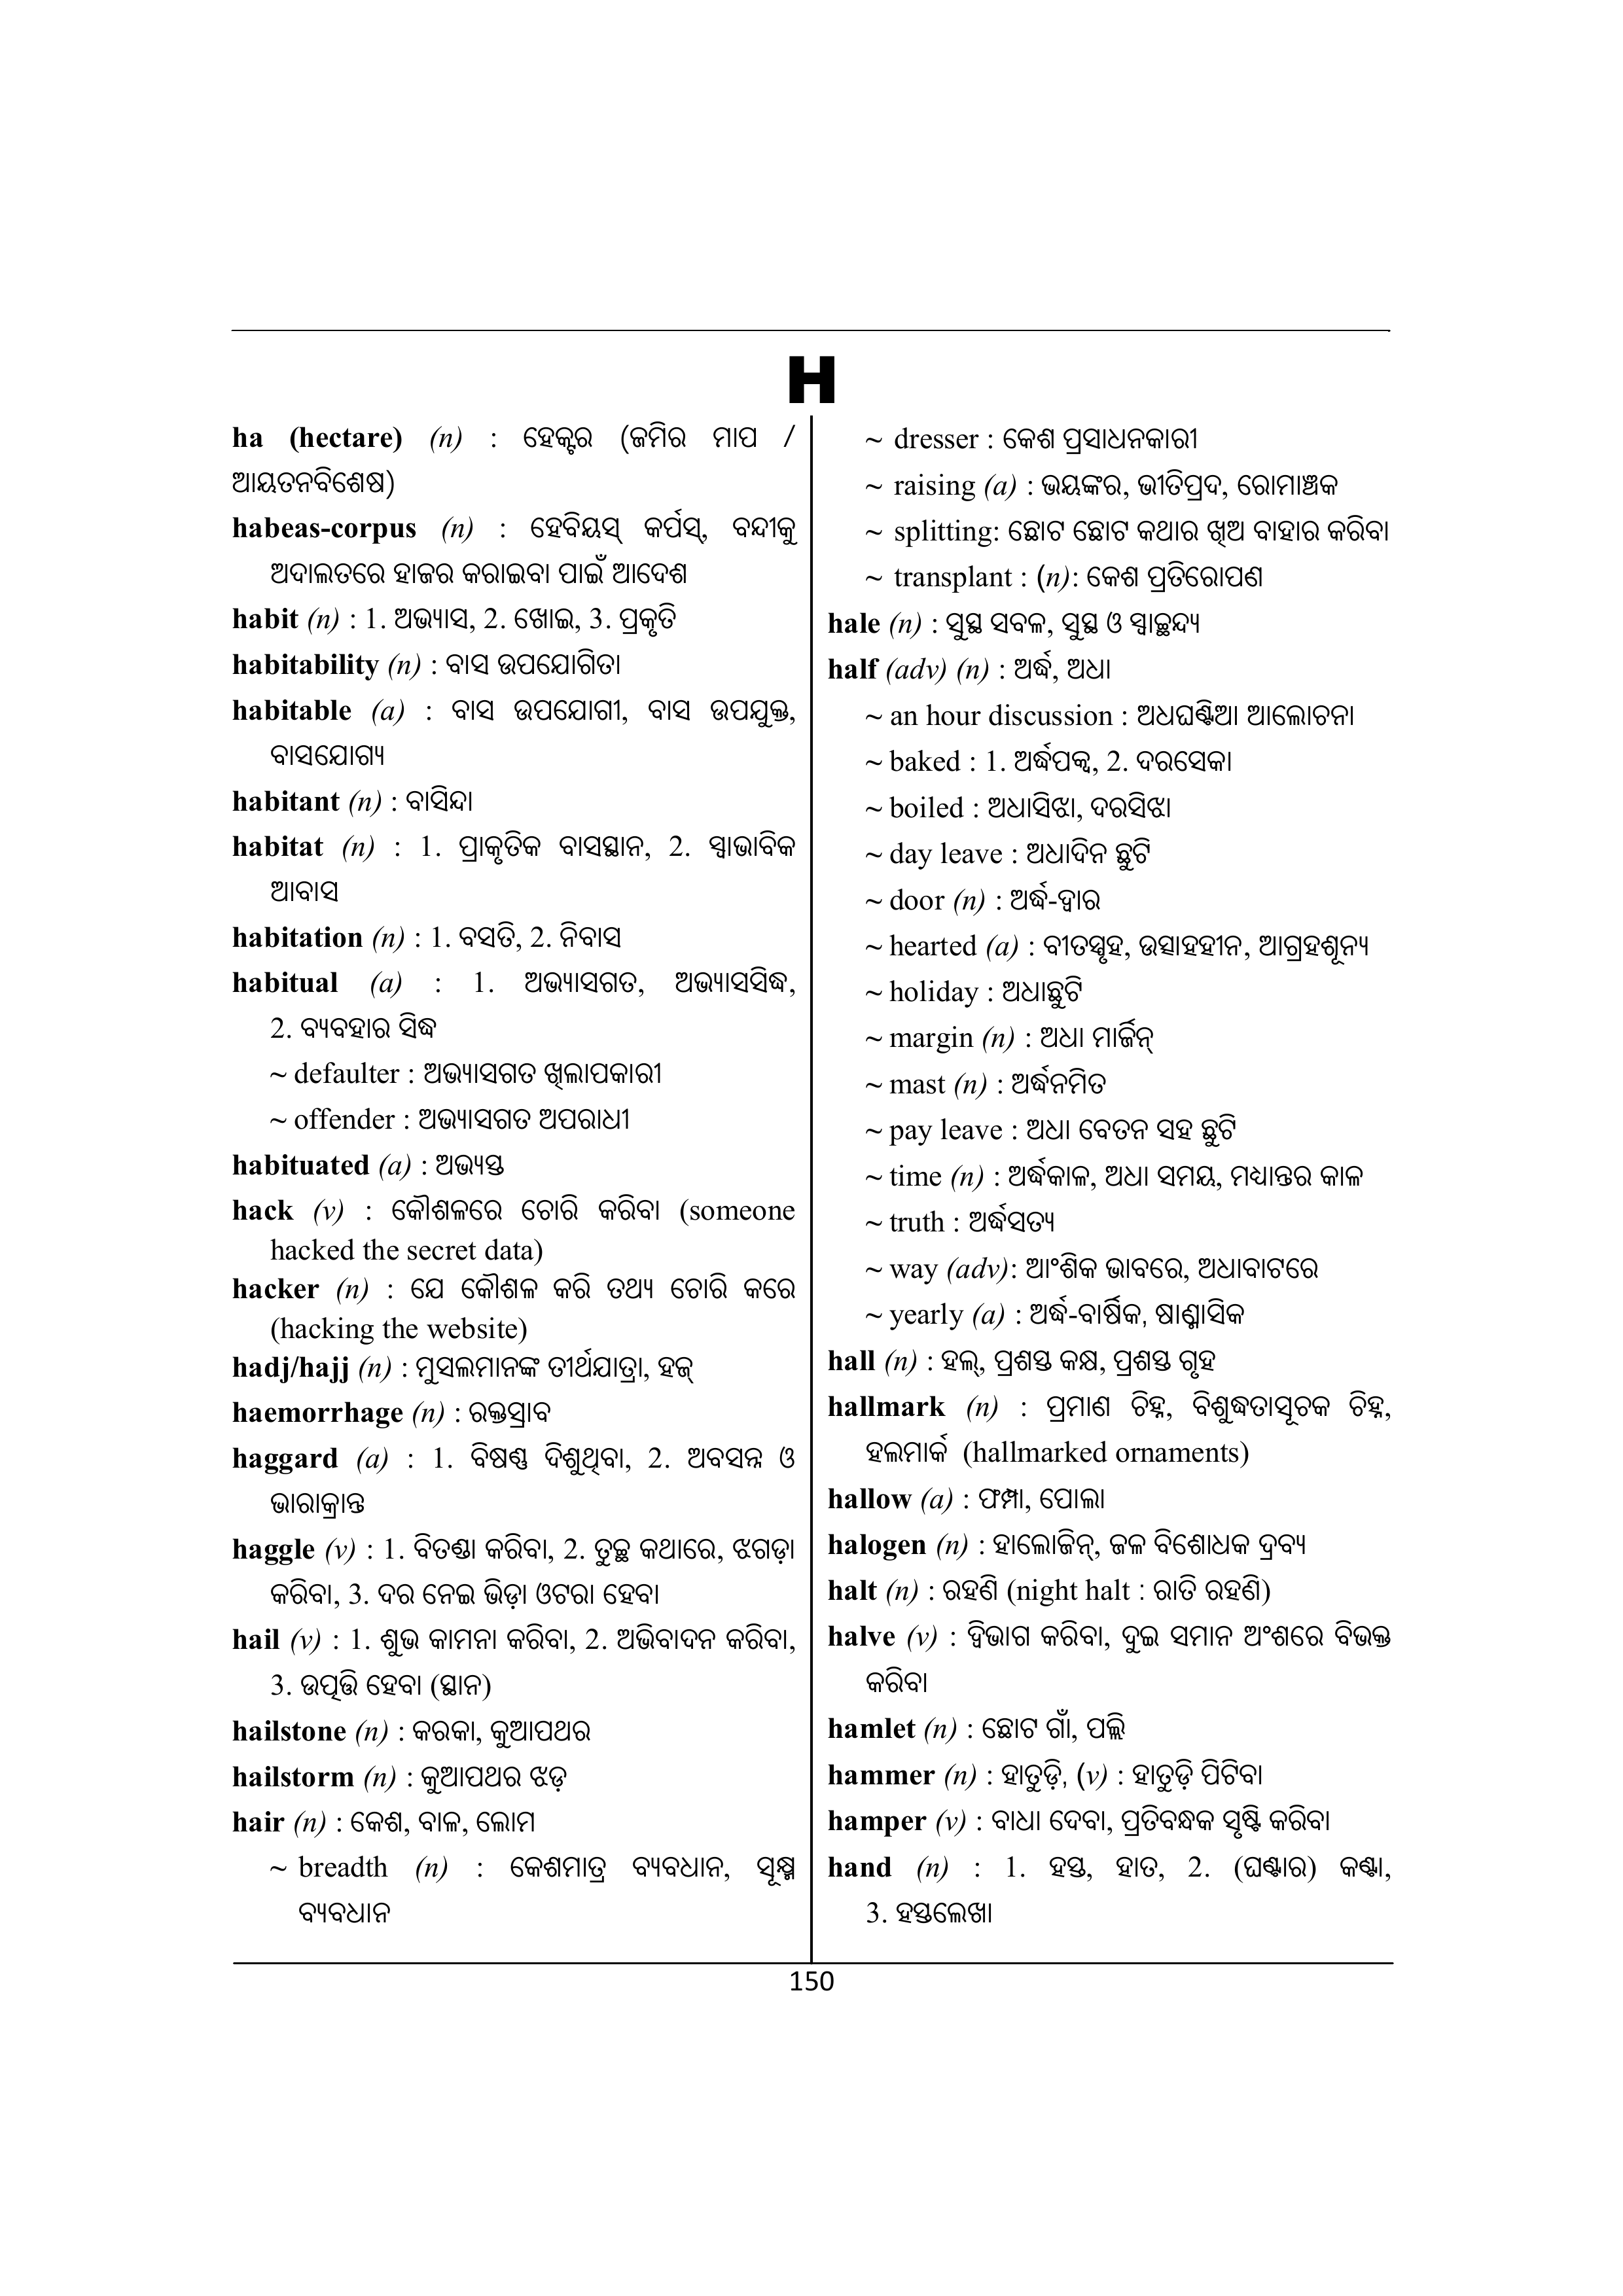 H
ha (hectare) (n) : ହେକ୍ଟର (ଜମିର ମାପ /
ଆୟତନବିଶେଷ)
habeas-corpus (n) : ହେବିୟସ୍ କର୍ପସ୍, ବନ୍ଦୀକୁ
ଅଦାଲତରେ ହାଜର କରାଇବା ପାଇଁ ଆଦେଶ
habit (n) : 1. ଅଭ୍ୟାସ, 2. ଖୋଇ, 3. ପ୍ରକୃତି
habitability (n) : ବାସ ଉପଯୋଗିତା
habitable (a) : ବାସ ଉପଯୋଗୀ, ବାସ ଉପଯୁକ୍ତ,
ବାସଯୋଗ୍ୟ
habitant (n) : ବାସିନ୍ଦା
habitat (n) : 1. ପ୍ରାକୃତିକ ବାସସ୍ଥାନ, 2. ସ୍ୱାଭାବିକ
ଆବାସ
habitation (n) : 1. ବସତି, 2. ନିବାସ
habitual (a) : 1. ଅଭ୍ୟାସଗତ, ଅଭ୍ୟାସସିଦ୍ଧ,
2. ବ୍ୟବହାର ସିଦ୍ଧ
~ defaulter : ଅଭ୍ୟାସଗତ ଖିଲାପକାରୀ
~ offender : ଅଭ୍ୟାସଗତ ଅପରାଧୀ
habituated (a) : ଅଭ୍ୟସ୍ତ
hack (v) : କୌଶଳରେ ଚୋରି କରିବା (someone
hacked the secret data)
hacker (n) : ଯେ କୌଶଳ କରି ତଥ୍ୟ ଚୋରି କରେ
(hacking the website)
hadj/hajj (n) : ମୁସଲମାନଙ୍କ ତୀର୍ଥଯାତ୍ରା, ହଜ୍
haemorrhage (n) : ରକ୍ତସ୍ରାବ
haggard (a) : 1. ବିଷଣ୍ଣ ଦିଶୁଥିବା, 2. ଅବସନ୍ନ ଓ
ଭାରାକ୍ରାନ୍ତ
haggle (v) : 1. ବିତଣ୍ଡା କରିବା, 2. ତୁଚ୍ଛ କଥାରେ, ଝଗଡ଼ା
କରିବା, 3. ଦର ନେଇ ଭିଡ଼ା ଓଟରା ହେବା
hail (v) : 1. ଶୁଭ କାମନା କରିବା, 2. ଅଭିବାଦନ କରିବା,
3. ଉତ୍ପତ୍ତି ହେବା (ସ୍ଥାନ)
hailstone (n) : କରକା, କୁଆପଥର
hailstorm (n) : କୁଆପଥର ଝଡ଼
hair (n) : କେଶ, ବାଳ, ଲୋମ
~ breadth (n) : କେଶମାତ୍ର ବ୍ୟବଧାନ, ସୂକ୍ଷ୍ମ
ବ୍ୟବଧାନ
~ dresser : କେଶ ପ୍ରସାଧନକାରୀ
~ raising (a) : ଭୟଙ୍କର, ଭୀତିପ୍ରଦ, ରୋମାଞ୍ଚକ
~ splitting: ଛୋଟ ଛୋଟ କଥାର ଖିଅ ବାହାର କରିବା
~ transplant : (n): କେଶ ପ୍ରତିରୋପଣ
hale (n) : ସୁସ୍ଥ ସବଳ, ସୁସ୍ଥ ଓ ସ୍ୱାଚ୍ଛନ୍ଦ୍ୟ
half (adv) (n) : ଅର୍ଦ୍ଧ, ଅଧା
~ an hour discussion : ଅଧଘଣ୍ଟିଆ ଆଲୋଚନା
~ baked : 1. ଅର୍ଦ୍ଧପକ୍ୱ, 2. ଦରସେକା
~ boiled : ଅଧାସିଝା, ଦରସିଝା
~ day leave : ଅଧାଦିନ ଛୁଟି
~ door (n) : ଅର୍ଦ୍ଧ-ଦ୍ୱାର
~ hearted (a) : ବୀତସ୍ପୃହ, ଉତ୍ସାହହୀନ, ଆଗ୍ରହଶୂନ୍ୟ
~ holiday : ଅଧାଛୁଟି
~ margin (n) : ଅଧା ମାର୍ଜିନ୍
~ mast (n) : ଅର୍ଦ୍ଧନମିତ
~ pay leave : ଅଧା ବେତନ ସହ ଛୁଟି
~ time (n) : ଅର୍ଦ୍ଧକାଳ, ଅଧା ସମୟ, ମଧ୍ୟାନ୍ତର କାଳ
~ truth : ଅର୍ଦ୍ଧସତ୍ୟ
~ way (adv): ଆଂଶିକ ଭାବରେ, ଅଧାବାଟରେ
~ yearly (a) : ଅର୍ଦ୍ଧ-ବାର୍ଷିକ, ଷାଣ୍ମାସିକ
hall (n) : ହଲ୍, ପ୍ରଶସ୍ତ କକ୍ଷ, ପ୍ରଶସ୍ତ ଗୃହ
hallmark (n) : ପ୍ରମାଣ ଚିହ୍ନ, ବିଶୁଦ୍ଧତାସୂଚକ ଚିହ୍ନ,
ହଲମାର୍କ (hallmarked ornaments)
hallow (a) : ଫମ୍ପା, ପୋଲା
halogen (n) : ହାଲୋଜିନ୍, ଜଳ ବିଶୋଧକ ଦ୍ରବ୍ୟ
halt (n) : ରହଣି (night halt : ରାତି ରହଣି)
halve (v) : ଦ୍ୱିଭାଗ କରିବା, ଦୁଇ ସମାନ ଅଂଶରେ ବିଭକ୍ତ
କରିବା
hamlet (n) : ଛୋଟ ଗାଁ, ପଲ୍ଲି
hammer (n) : ହାତୁଡ଼ି, (v) : ହାତୁଡ଼ି ପିଟିବା
hamper (v) : ବାଧା ଦେବା, ପ୍ରତିବନ୍ଧକ ସୃଷ୍ଟି କରିବା
hand (n) : 1. ହସ୍ତ, ହାତ, 2. (ଘଣ୍ଟାର) କଣ୍ଟା,
3. ହସ୍ତଲେଖା
150